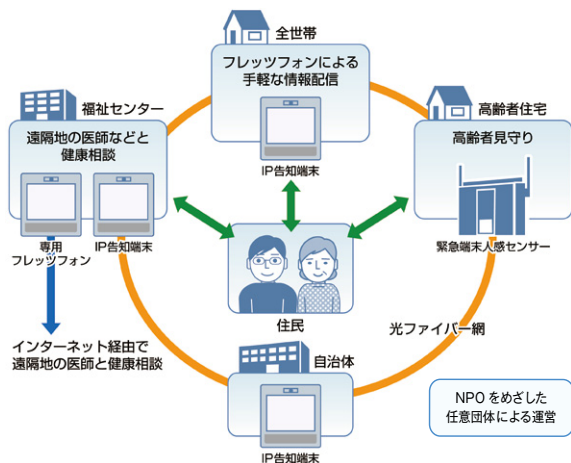 全世帯
フレッツフォンによる
手軽な情報配信
IP告知端末
福祉センター
遠隔地の医師などと
健康相談
専用
フレッツフォン
IP告知端末
インターネット経由で
遠隔地の医師と健康相談
高齢者住宅
高齢者見守り
緊急端末人感センサー
住民
光ファイバー網
自治体
IP告知端末
NPOをめざした
任意団体による運営